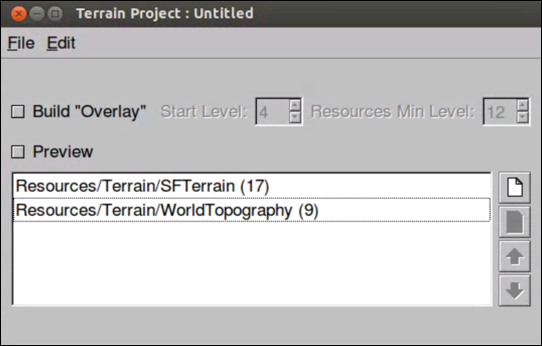 Terrain Project : Untitled
File Edit
Build "Overlay" Start Level: 4 Resources Min Level: 12
Preview
Resources/Terrain/SFTerrain (17)
Resources/Terrain/WorldTopography (9)